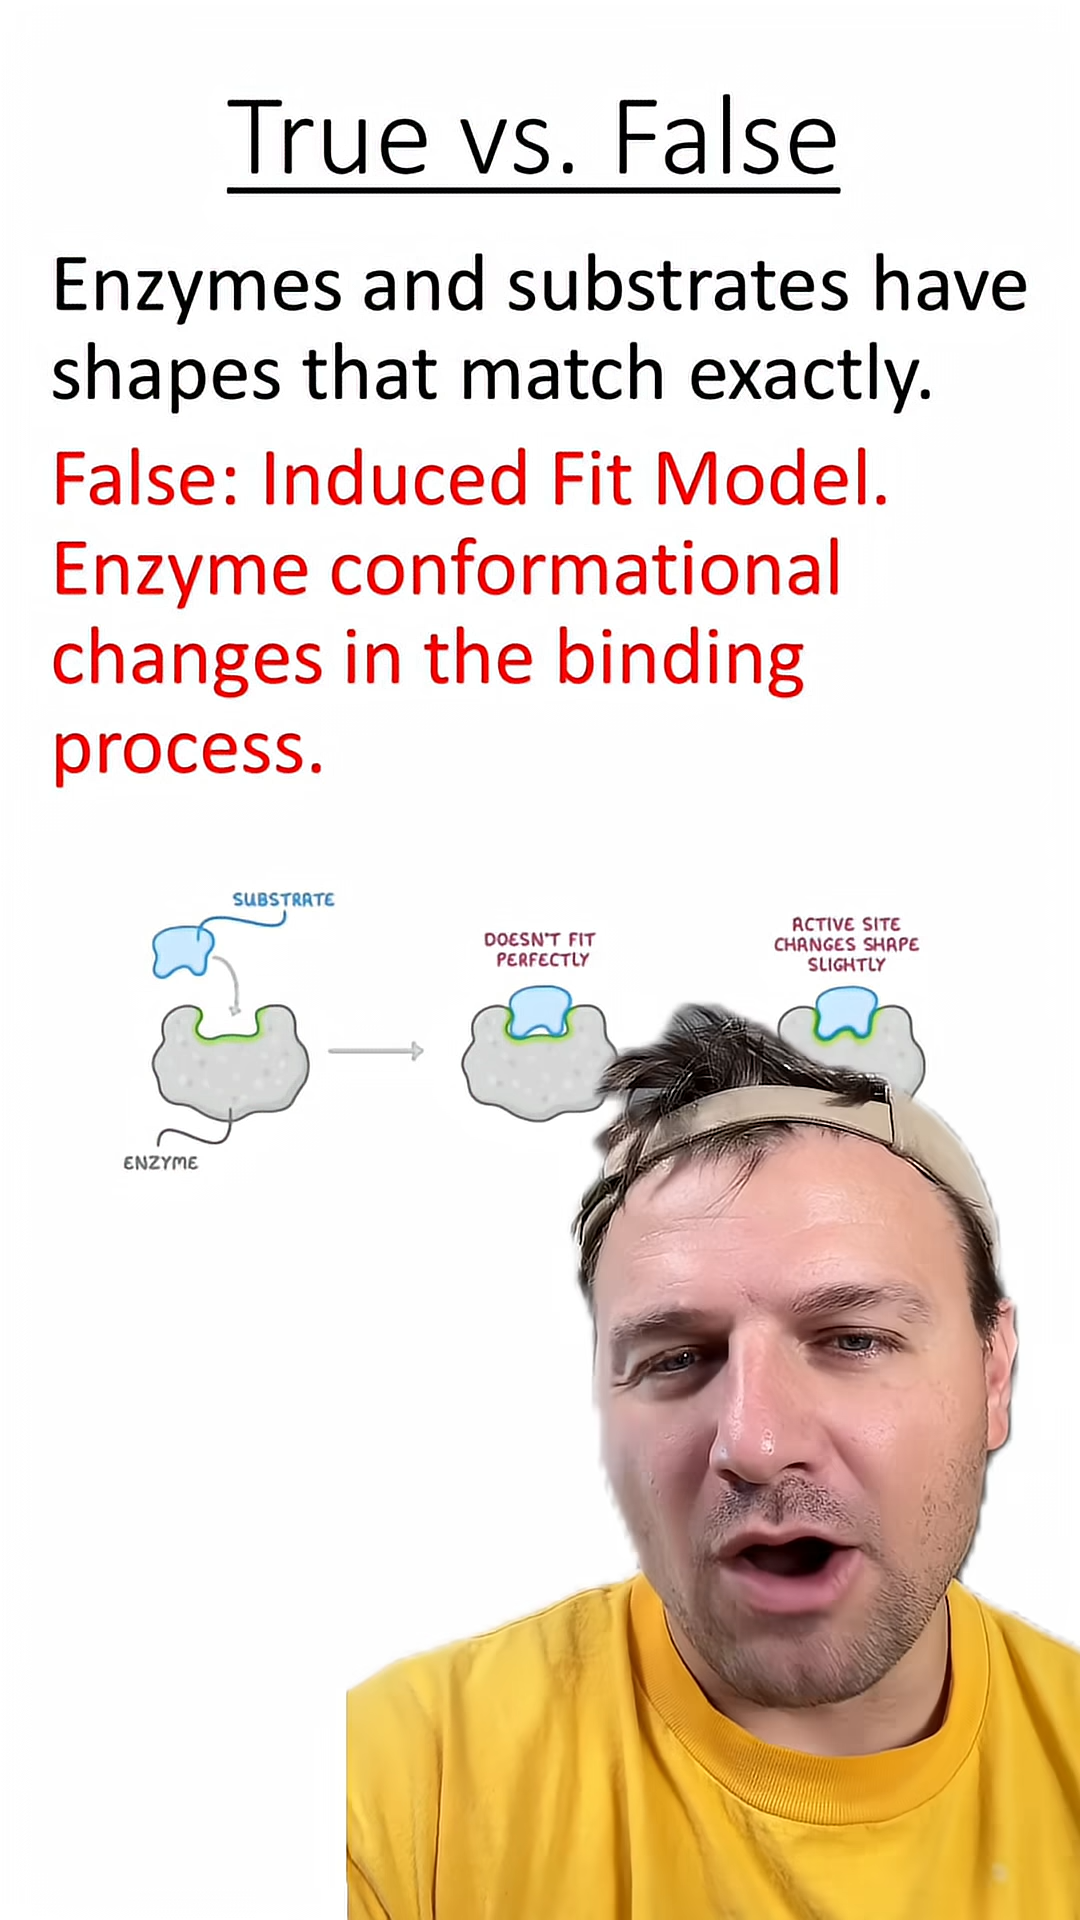 True vs. False
Enzymes and substrates have
shapes that match exactly.
False: Induced Fit Model.
Enzyme conformational
changes in the binding
process.
SUBSTRATE
DOESN'T FIT
PERFECTLY
ACTIVE SITE
CHANGES SHAPE
SLIGHTLY
ENZYME